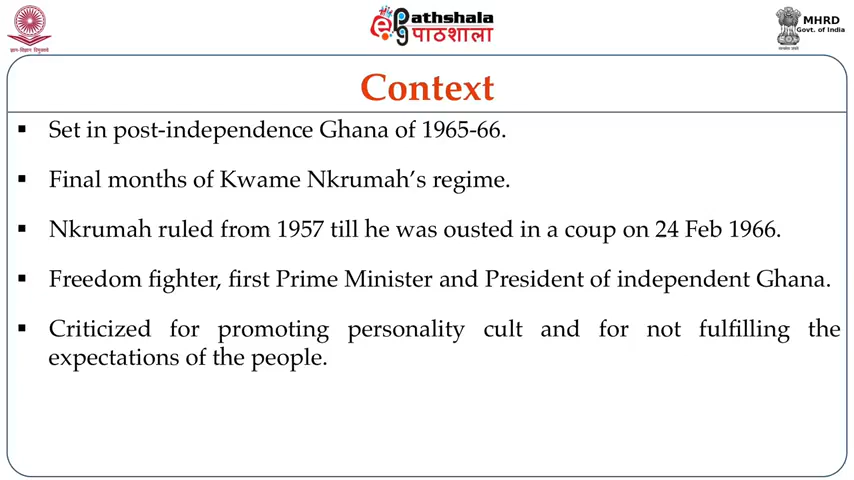 ePathshala
पाठशाला
MHRD
Govt. of India
Context
▪ Set in post-independence Ghana of 1965-66.
▪ Final months of Kwame Nkrumah’s regime.
▪ Nkrumah ruled from 1957 till he was ousted in a coup on 24 Feb 1966.
▪ Freedom fighter, first Prime Minister and President of independent Ghana.
▪ Criticized for promoting personality cult and for not fulfilling the
expectations of the people.